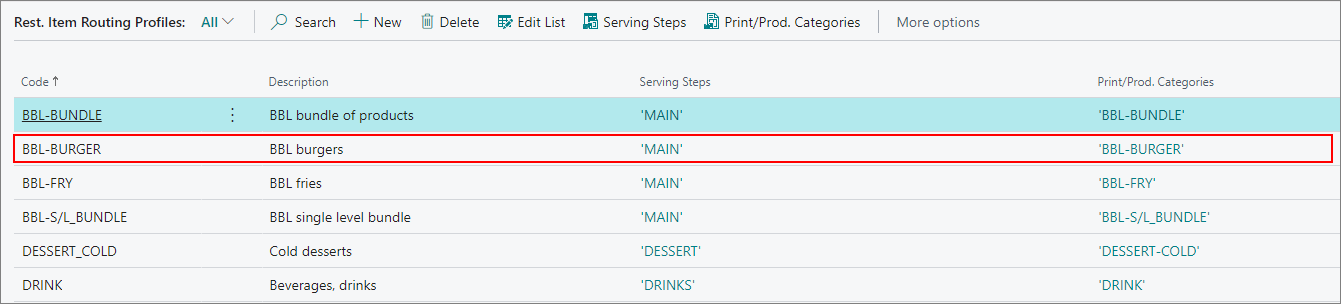 Rest. Item Routing Profiles: All Search New Delete Edit List Serving Steps Print/Prod. Categories More options
Code ↑ Description Serving Steps Print/Prod. Categories
BBL-BUNDLE BBL bundle of products 'MAIN' 'BBL-BUNDLE'
BBL-BURGER BBL burgers 'MAIN' 'BBL-BURGER'
BBL-FRY BBL fries 'MAIN' 'BBL-FRY'
BBL-S/L_BUNDLE BBL single level bundle 'MAIN' 'BBL-S/L_BUNDLE'
DESSERT_COLD Cold desserts 'DESSERT' 'DESSERT-COLD'
DRINK Beverages, drinks 'DRINKS' 'DRINK'